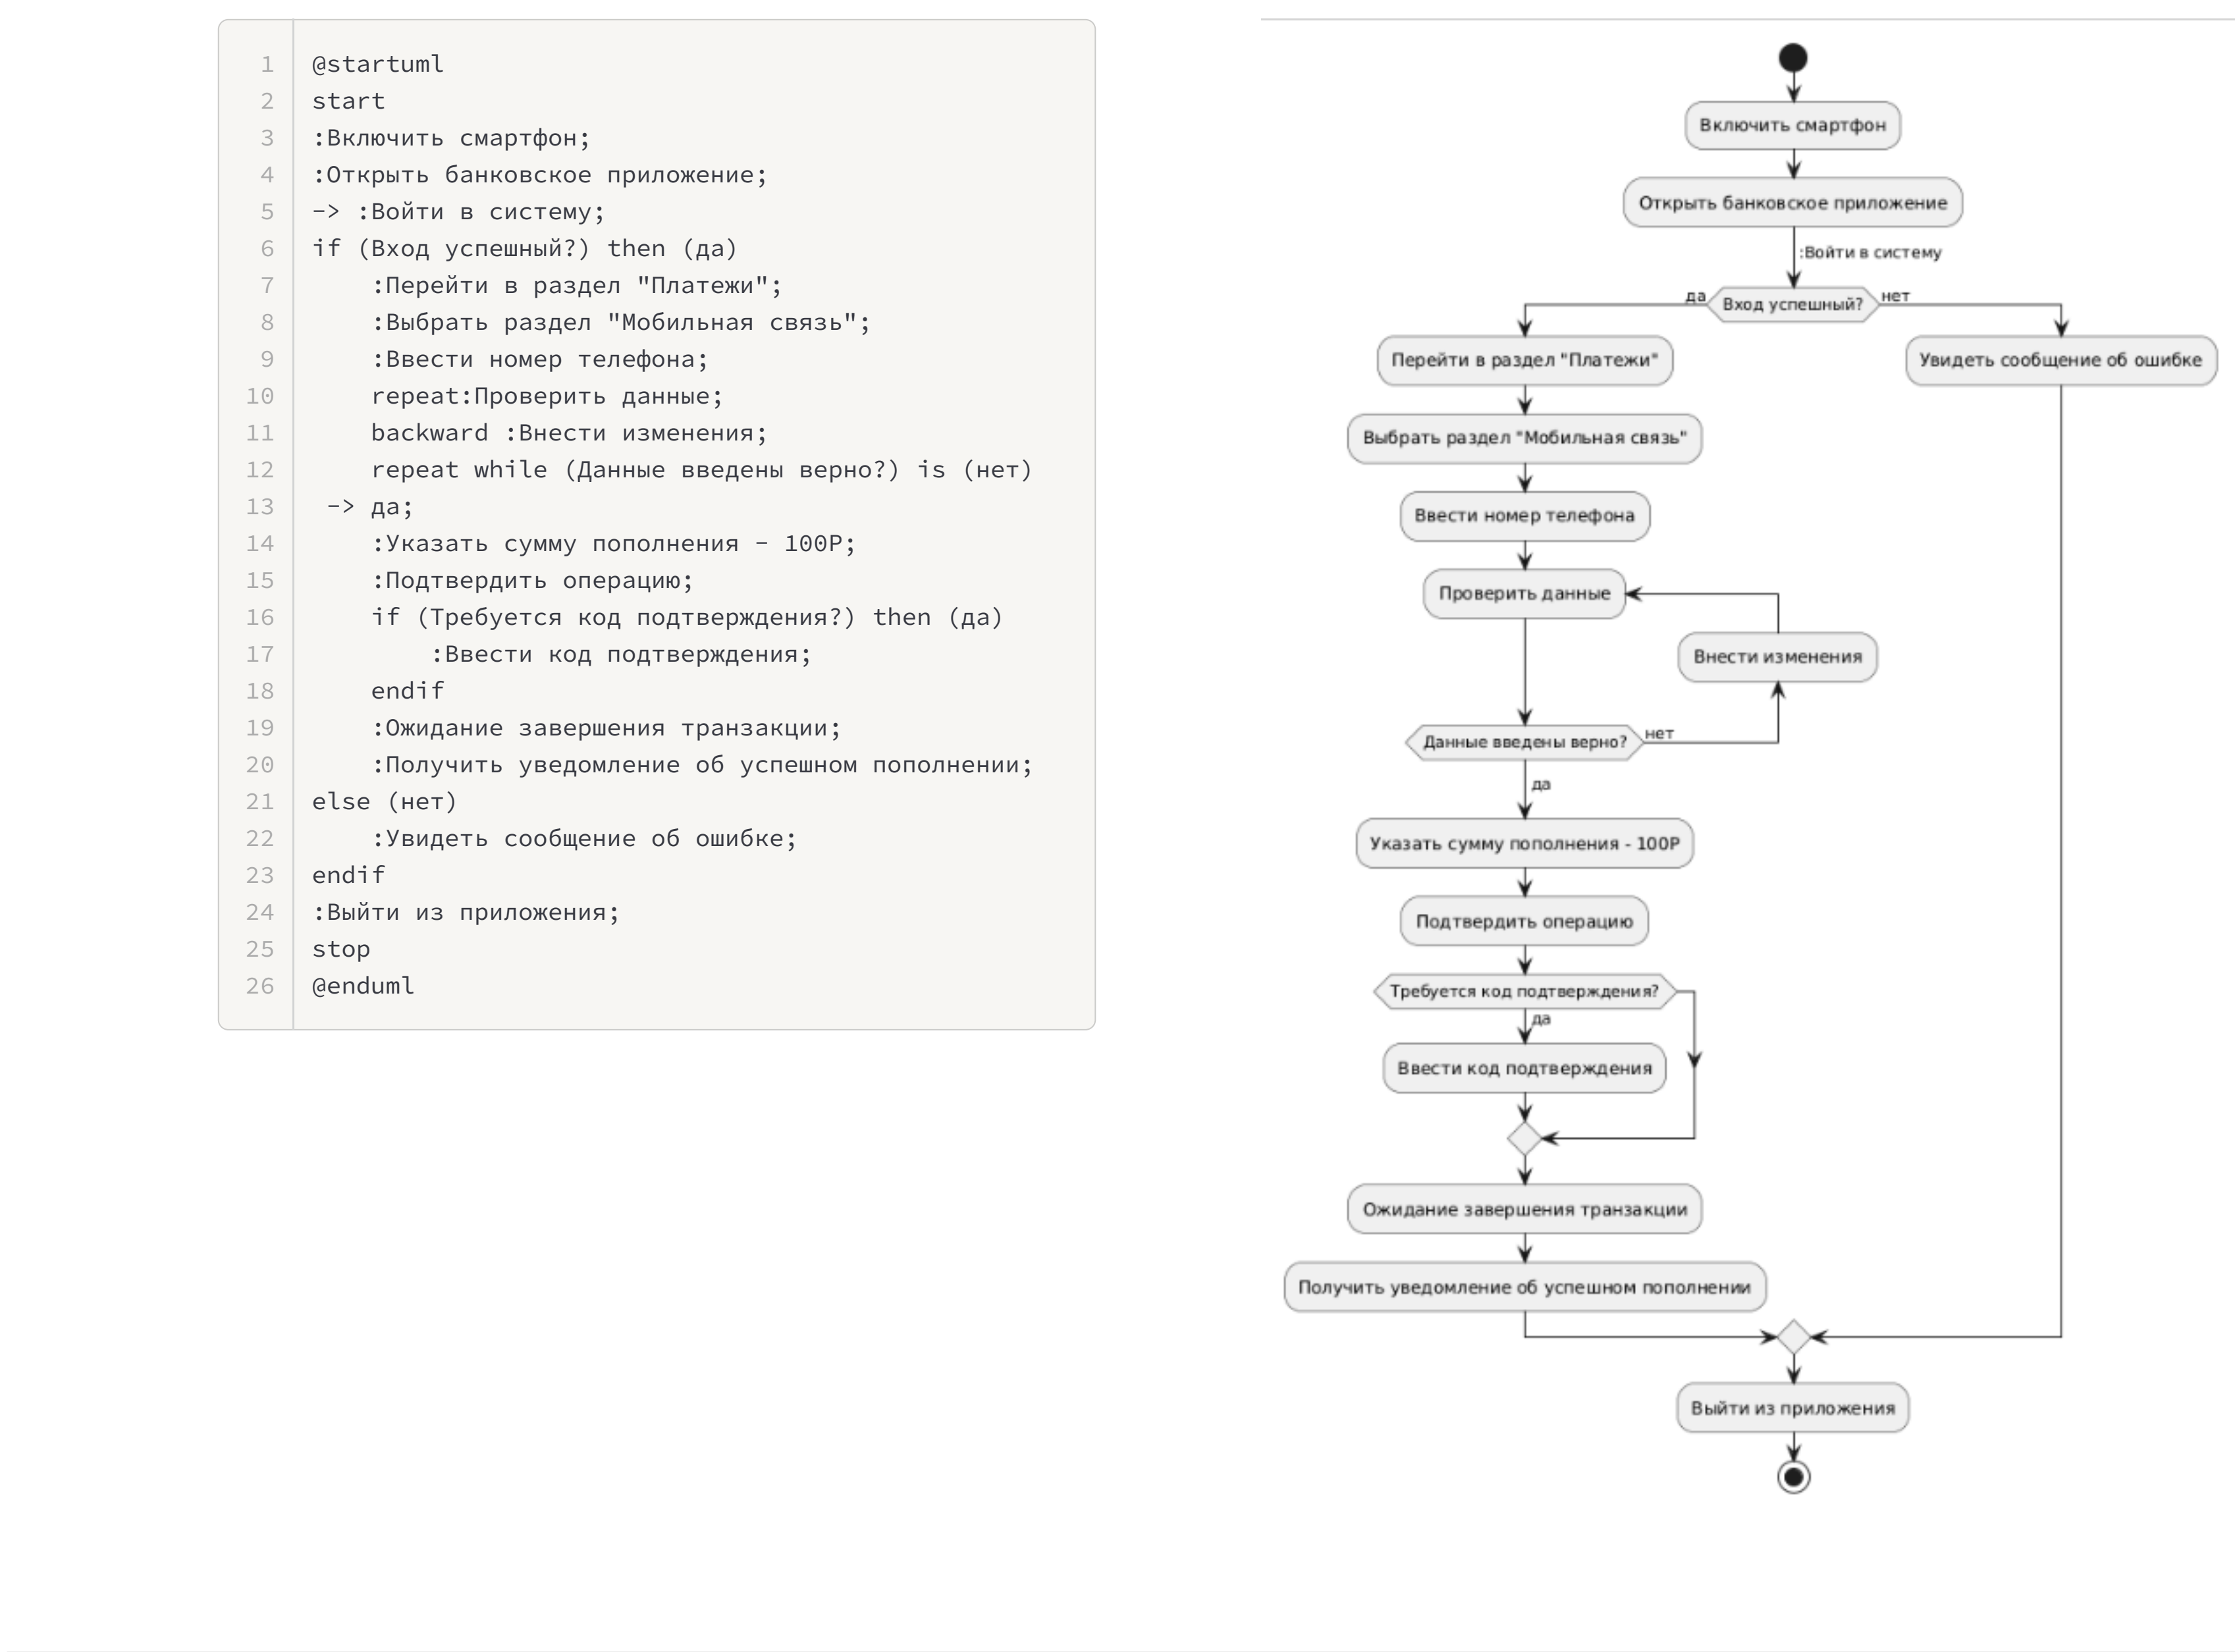 1 @startuml
2 start
3 :Включить смартфон;
4 :Открыть банковское приложение;
5 -> :Войти в систему;
6 if (Вход успешный?) then (да)
7 :Перейти в раздел "Платежи";
8 :Выбрать раздел "Мобильная связь";
9 :Ввести номер телефона;
10 repeat:Проверить данные;
11 backward :Внести изменения;
12 repeat while (Данные введены верно?) is (нет)
13 -> да;
14 :Указать сумму пополнения - 100Р;
15 :Подтвердить операцию;
16 if (Требуется код подтверждения?) then (да)
17 :Ввести код подтверждения;
18 endif
19 :Ожидание завершения транзакции;
20 :Получить уведомление об успешном пополнении;
21 else (нет)
22 :Увидеть сообщение об ошибке;
23 endif
24 :Выйти из приложения;
25 stop
26 @enduml
Включить смартфон
Открыть банковское приложение
:Войти в систему
да
Вход успешный?
нет
Перейти в раздел "Платежи"
Увидеть сообщение об ошибке
Выбрать раздел "Мобильная связь"
Ввести номер телефона
Проверить данные
Внести изменения
Данные введены верно?
нет
да
Указать сумму пополнения - 100Р
Подтвердить операцию
Требуется код подтверждения?
да
Ввести код подтверждения
Ожидание завершения транзакции
Получить уведомление об успешном пополнении
Выйти из приложения